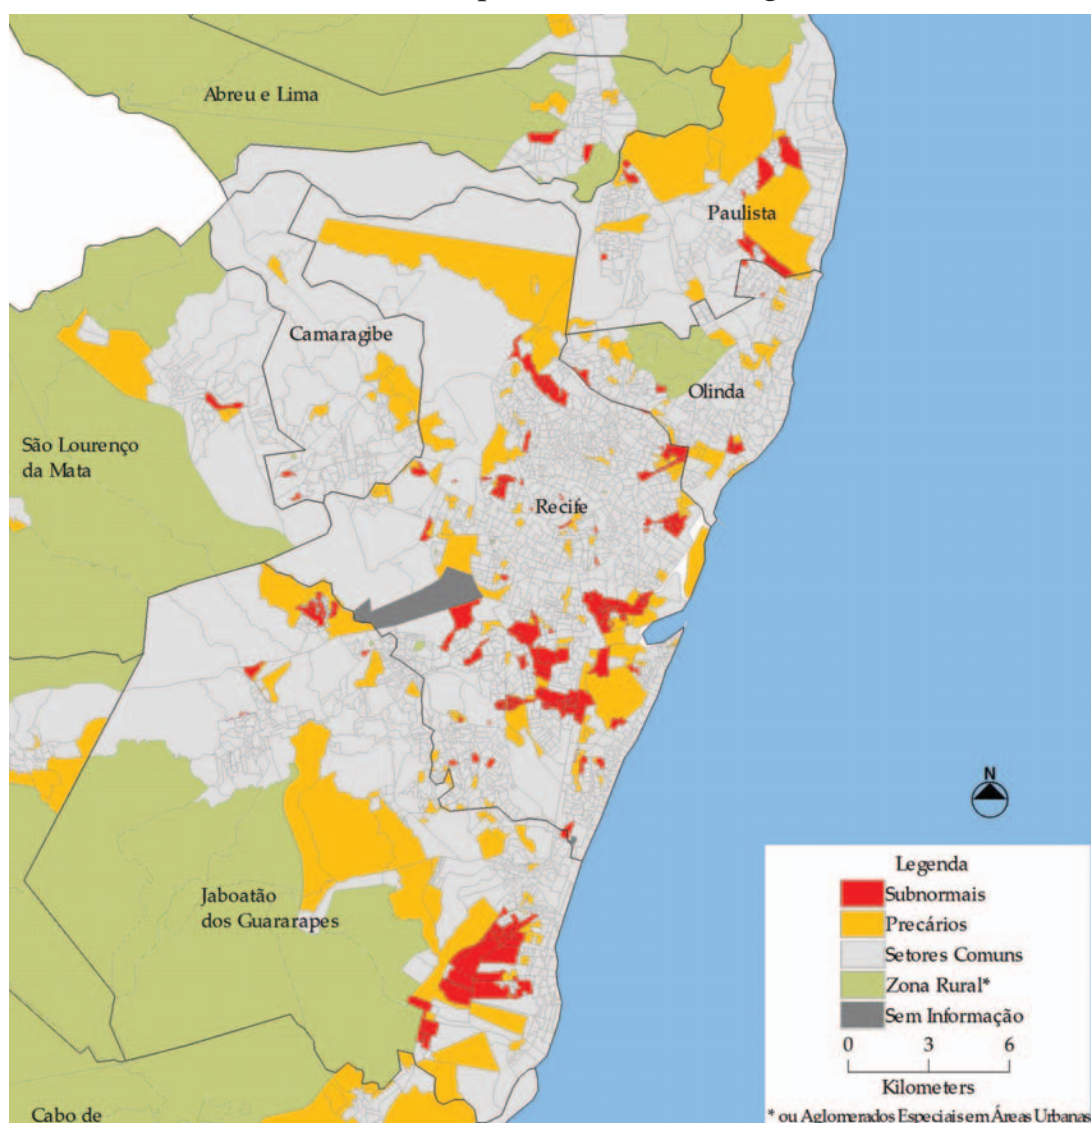 Abreu e Lima
Paulista
Camaragibe
Olinda
São Lourenço
da Mata
Recife
N
Jaboatão
dos Guararapes
Legenda
Subnormais
Precários
Setores Comuns
Zona Rural*
Sem Informação
0 3 6
Kilometers
* ou Aglomerados Especiais em Áreas Urbanas
Cabo de